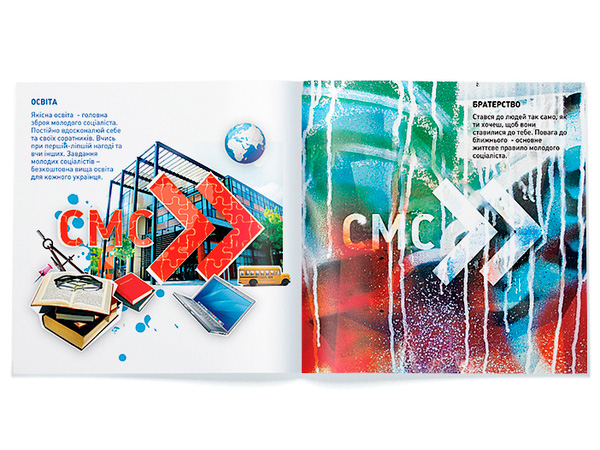 ОСВІТА
Якісна освіта - головна
зброя молодого соціаліста.
Постійно вдосконалюй себе
та своїх соратників. Вчись
при першій-ліпшій нагоді та
вчи інших. Завдання
молодих соціалістів –
безкоштовна вища освіта
для кожного українця.
СМС
БРАТЕРСТВО
Стався до людей так само, як
ти хочеш, щоб вони
ставилися до тебе. Повага до
ближнього - основне
життєве правило молодого
соціаліста.
СМС